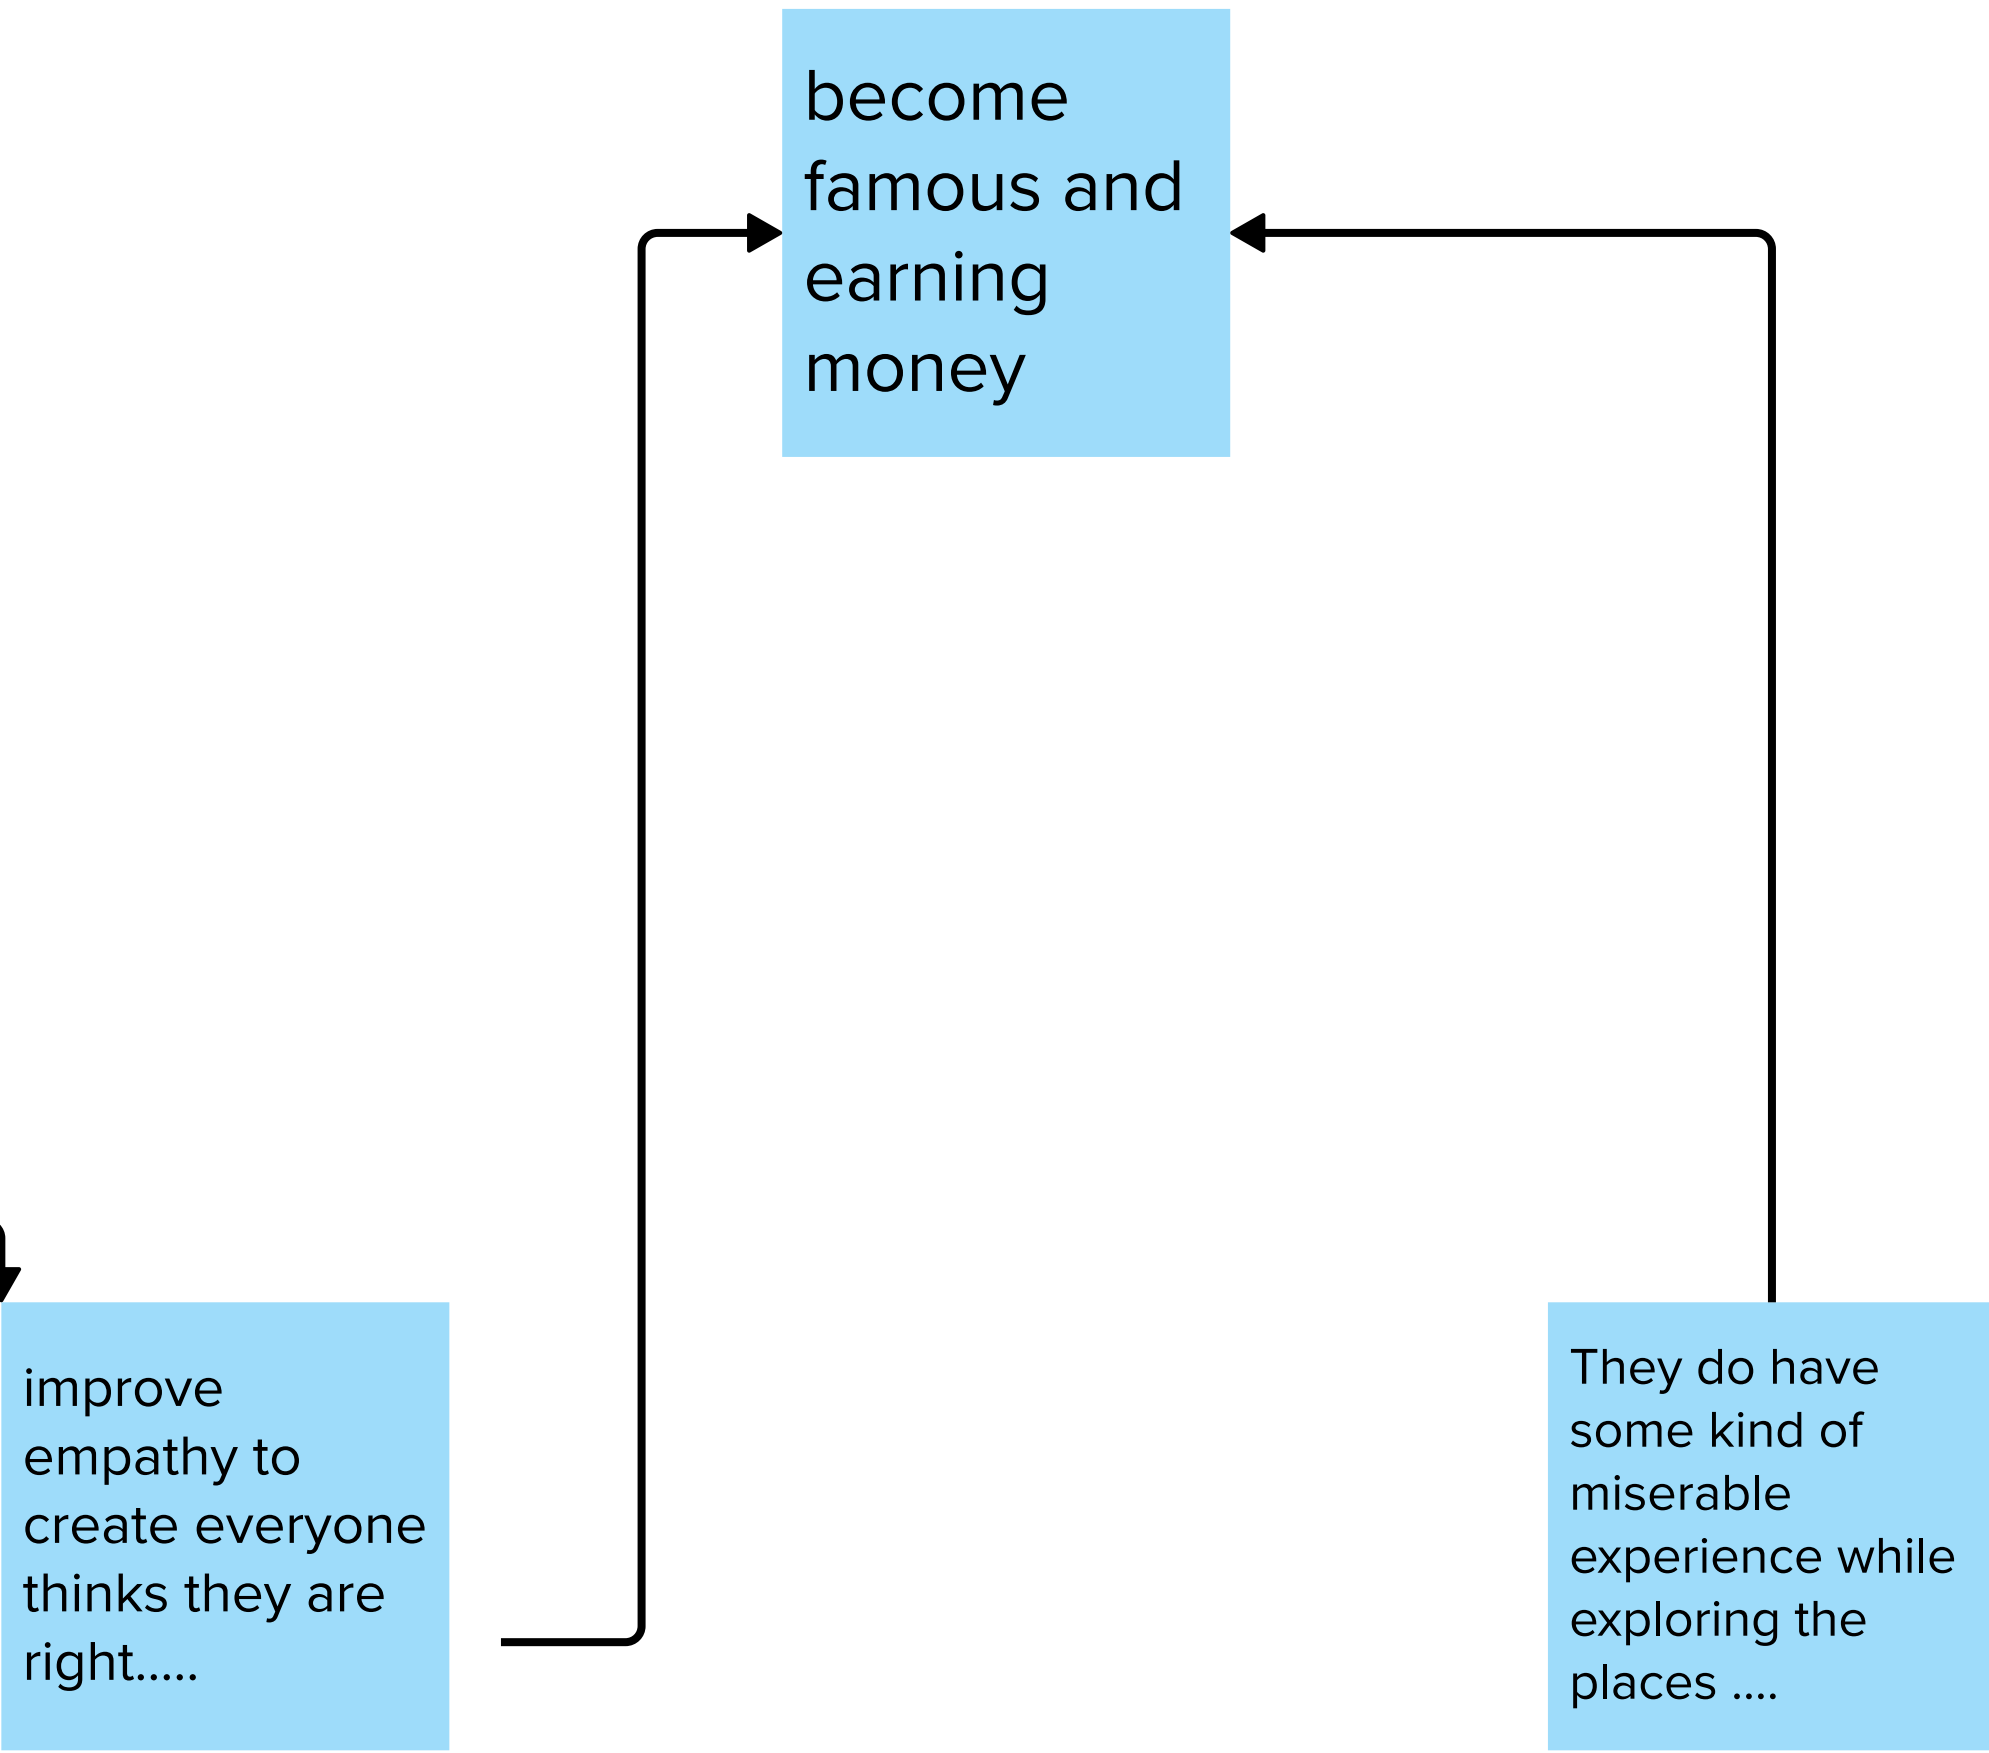 become
famous and
earning
money
improve
empathy to
create everyone
thinks they are
right.....
They do have
some kind of
miserable
experience while
exploring the
places ....